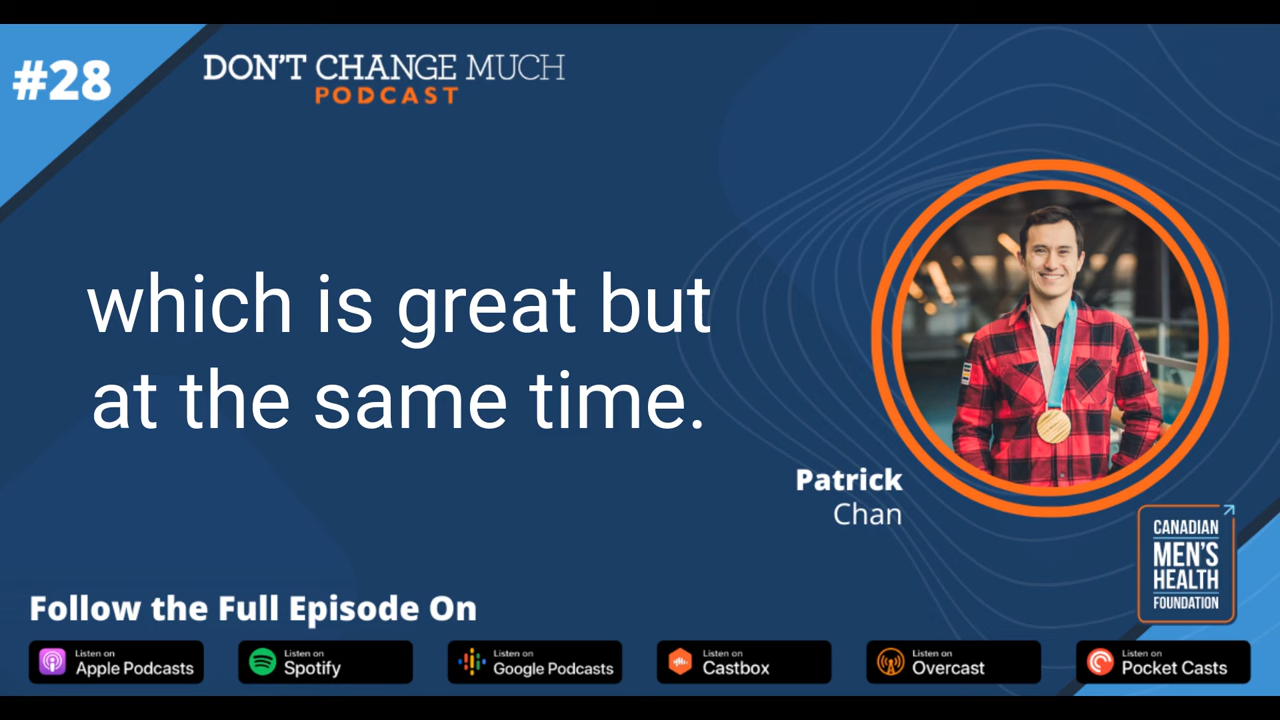 #28
DON'T CHANGE MUCH
PODCAST
which is great but
at the same time.
Patrick
Chan
CANADIAN
MEN'S
HEALTH
FOUNDATION
Follow the Full Episode On
Listen on
Apple Podcasts
Listen on
Spotify
Listen on
Google Podcasts
Listen on
Castbox
Listen on
Overcast
Listen on
Pocket Casts